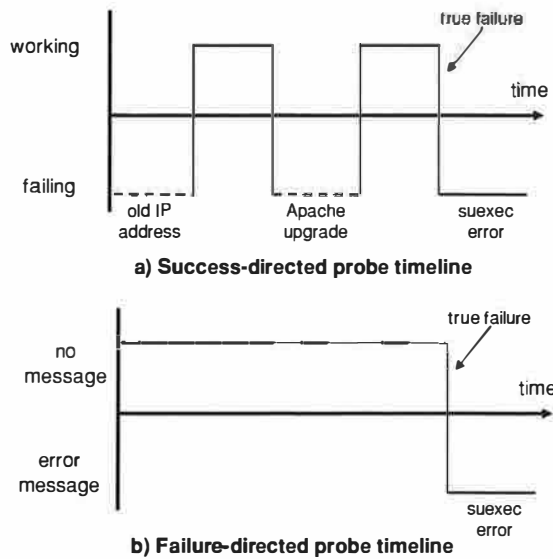 true failure
working
time
failing
old IP
address
Apache
upgrade
suexec
error
a) Success-directed probe timeline
true failure
no
message
time
error
message
suexec
error
b) Failure-directed probe timeline